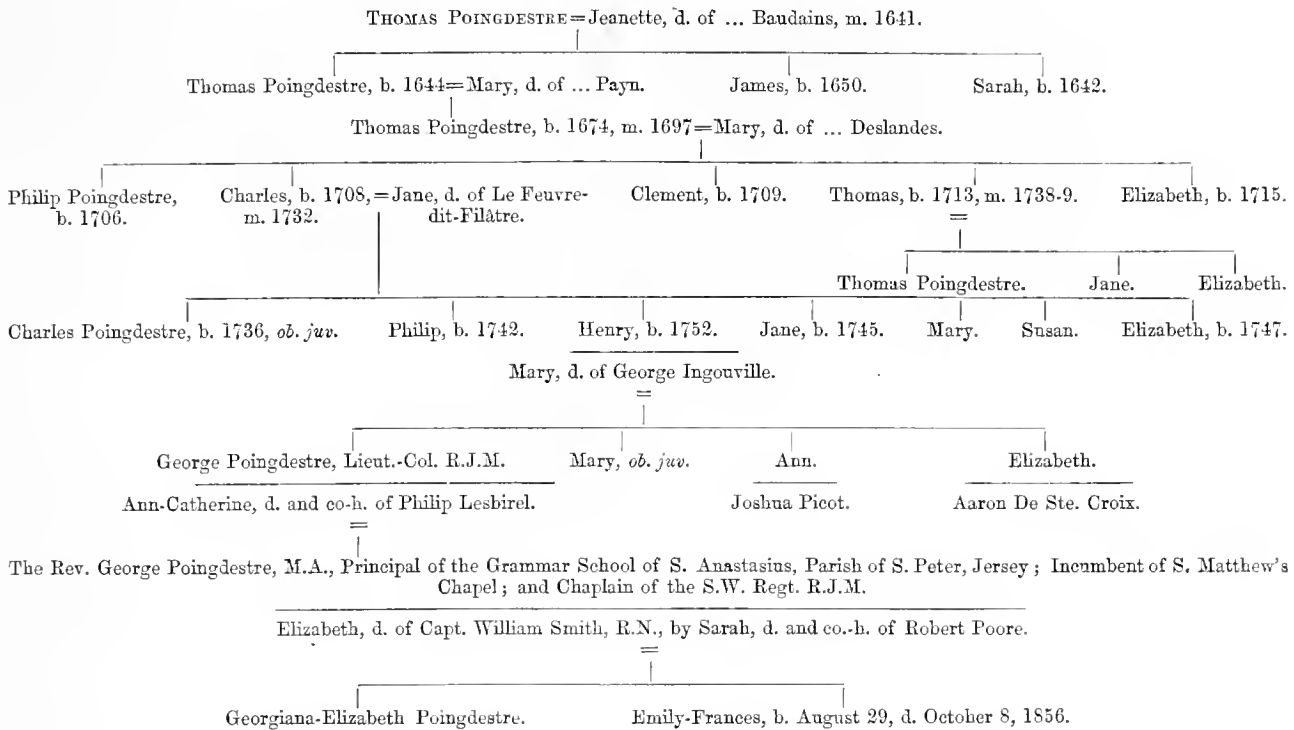 THOMAS POINGDESTRE=Jeanette, d. of ... Baudains, m. 1641.
Thomas Poingdestre, b. 1644=Mary, d. of ... Payn. James, b. 1650. Sarah, b. 1642.
Thomas Poingdestre, b. 1674, m. 1697=Mary, d. of ... Deslandes.
Philip Poingdestre, Charles, b. 1708,=Jane, d. of Le Feuvre- Clement, b. 1709. Thomas, b. 1713, m. 1738-9. Elizabeth, b. 1715.
b. 1706. m. 1732. dit-Filâtre. =
Thomas Poingdestre. Jane. Elizabeth.
Charles Poingdestre, b. 1736, ob. juv. Philip, b. 1742. Henry, b. 1752. Jane, b. 1745. Mary. Susan. Elizabeth, b. 1747.
Mary, d. of George Ingouville.
=
George Poingdestre, Lieut.-Col. R.J.M. Mary, ob. juv. Ann. Elizabeth.
Ann-Catherine, d. and co-h. of Philip Lesbirel. Joshua Picot. Aaron De Ste. Croix.
=
The Rev. George Poingdestre, M.A., Principal of the Grammar School of S. Anastasius, Parish of S. Peter, Jersey; Incumbent of S. Matthew's
Chapel; and Chaplain of the S.W. Regt. R.J.M.
Elizabeth, d. of Capt. William Smith, R.N., by Sarah, d. and co.-h. of Robert Poore.
=
Georgiana-Elizabeth Poingdestre. Emily-Frances, b. August 29, d. October 8, 1856.